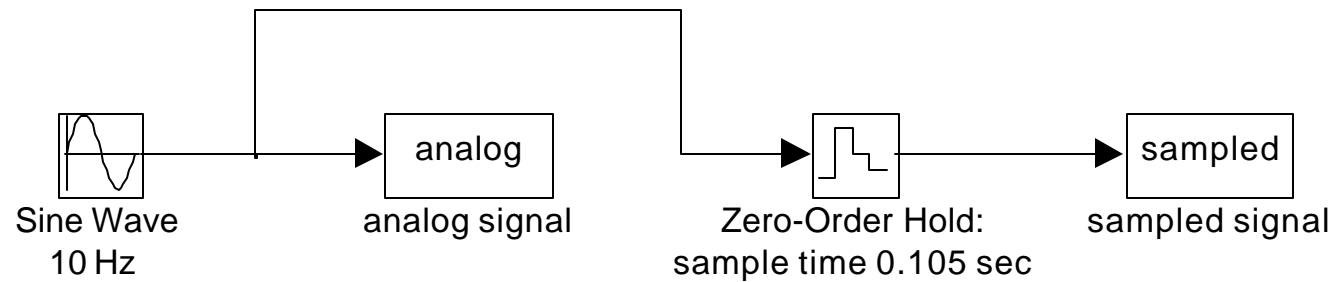 analog
sampled
Sine Wave
10 Hz
analog signal
Zero-Order Hold:
sample time 0.105 sec
sampled signal